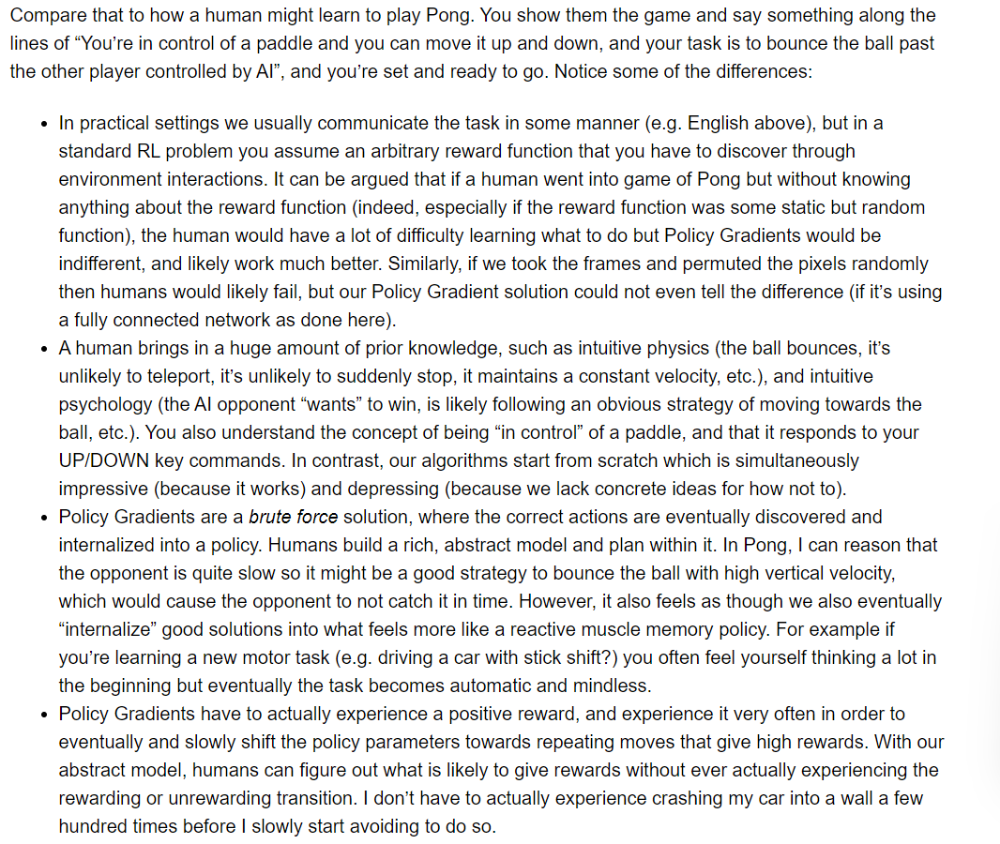 Compare that to how a human might learn to play Pong. You show them the game and say something along the
lines of “You’re in control of a paddle and you can move it up and down, and your task is to bounce the ball past
the other player controlled by AI”, and you’re set and ready to go. Notice some of the differences:
• In practical settings we usually communicate the task in some manner (e.g. English above), but in a
standard RL problem you assume an arbitrary reward function that you have to discover through
environment interactions. It can be argued that if a human went into game of Pong but without knowing
anything about the reward function (indeed, especially if the reward function was some static but random
function), the human would have a lot of difficulty learning what to do but Policy Gradients would be
indifferent, and likely work much better. Similarly, if we took the frames and permuted the pixels randomly
then humans would likely fail, but our Policy Gradient solution could not even tell the difference (if it’s using
a fully connected network as done here).
• A human brings in a huge amount of prior knowledge, such as intuitive physics (the ball bounces, it’s
unlikely to teleport, it’s unlikely to suddenly stop, it maintains a constant velocity, etc.), and intuitive
psychology (the AI opponent “wants” to win, is likely following an obvious strategy of moving towards the
ball, etc.). You also understand the concept of being “in control” of a paddle, and that it responds to your
UP/DOWN key commands. In contrast, our algorithms start from scratch which is simultaneously
impressive (because it works) and depressing (because we lack concrete ideas for how not to).
• Policy Gradients are a brute force solution, where the correct actions are eventually discovered and
internalized into a policy. Humans build a rich, abstract model and plan within it. In Pong, I can reason that
the opponent is quite slow so it might be a good strategy to bounce the ball with high vertical velocity,
which would cause the opponent to not catch it in time. However, it also feels as though we also eventually
“internalize” good solutions into what feels more like a reactive muscle memory policy. For example if
you’re learning a new motor task (e.g. driving a car with stick shift?) you often feel yourself thinking a lot in
the beginning but eventually the task becomes automatic and mindless.
• Policy Gradients have to actually experience a positive reward, and experience it very often in order to
eventually and slowly shift the policy parameters towards repeating moves that give high rewards. With our
abstract model, humans can figure out what is likely to give rewards without ever actually experiencing the
rewarding or unrewarding transition. I don’t have to actually experience crashing my car into a wall a few
hundred times before I slowly start avoiding to do so.